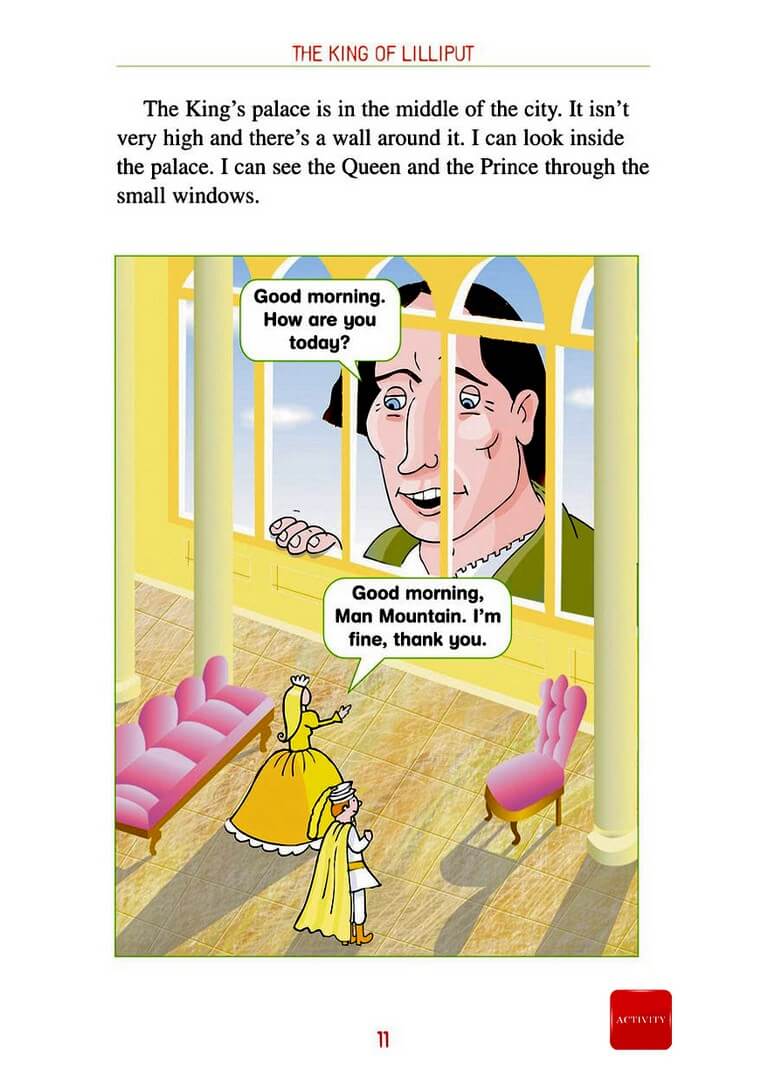 THE KING OF LILLIPUT
The King's palace is in the middle of the city. It isn't
very high and there's a wall around it. I can look inside
the palace. I can see the Queen and the Prince through the
small windows.
Good morning.
How are you
today?
Good morning,
Man Mountain. I'm
fine, thank you.
ACTIVITY
11